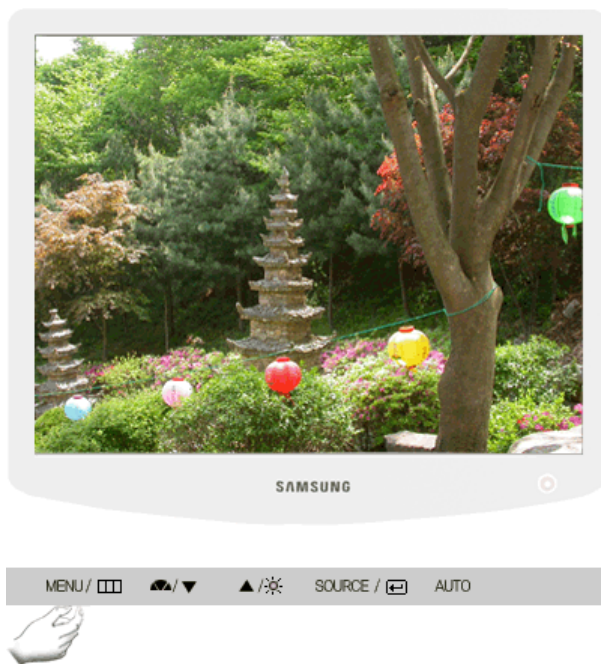 SAMSUNG
MENU / ▥ ▼ ▲ / SOURCE / ↵ AUTO